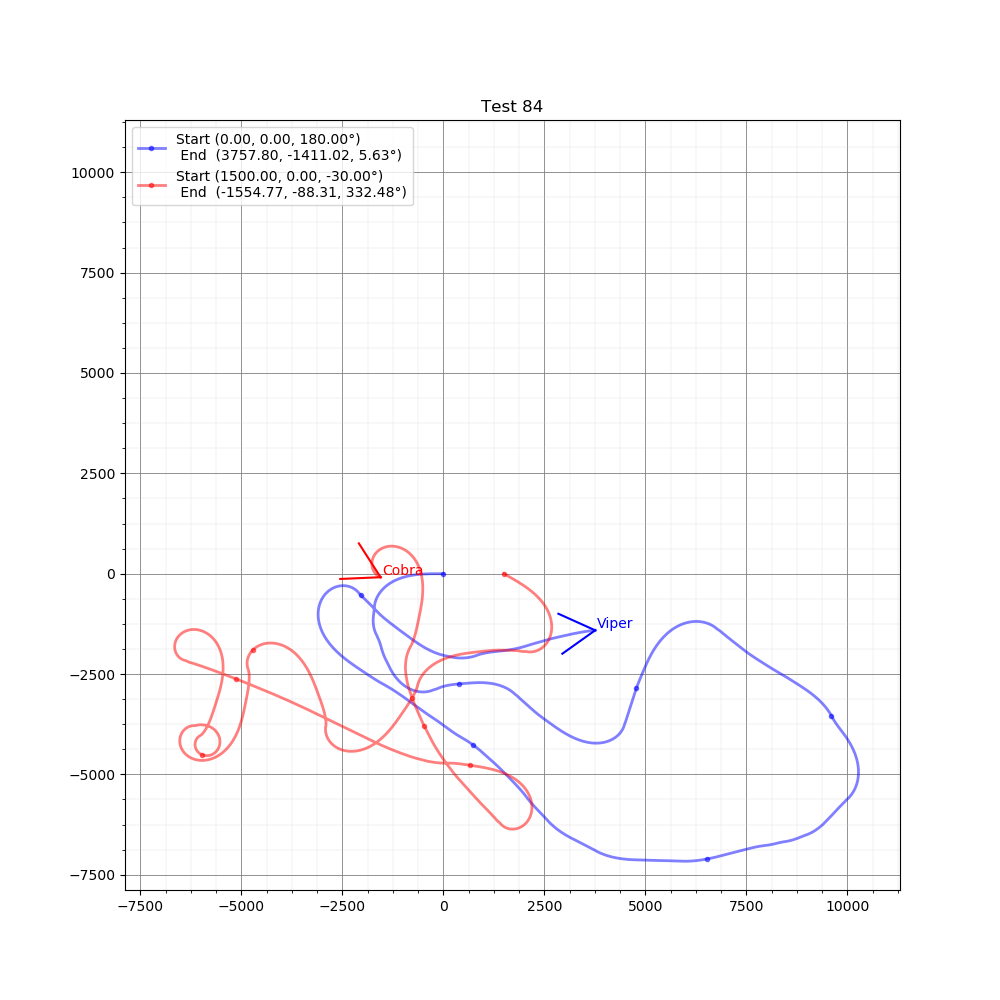 Test 84
Start (0.00, 0.00, 180.00°)
End (3757.80, -1411.02, 5.63°)
Start (1500.00, 0.00, -30.00°)
End (-1554.77, -88.31, 332.48°)
10000
7500
5000
2500
0
−2500
−5000
−7500
Cobra
Viper
−7500 −5000 −2500 0 2500 5000 7500 10000